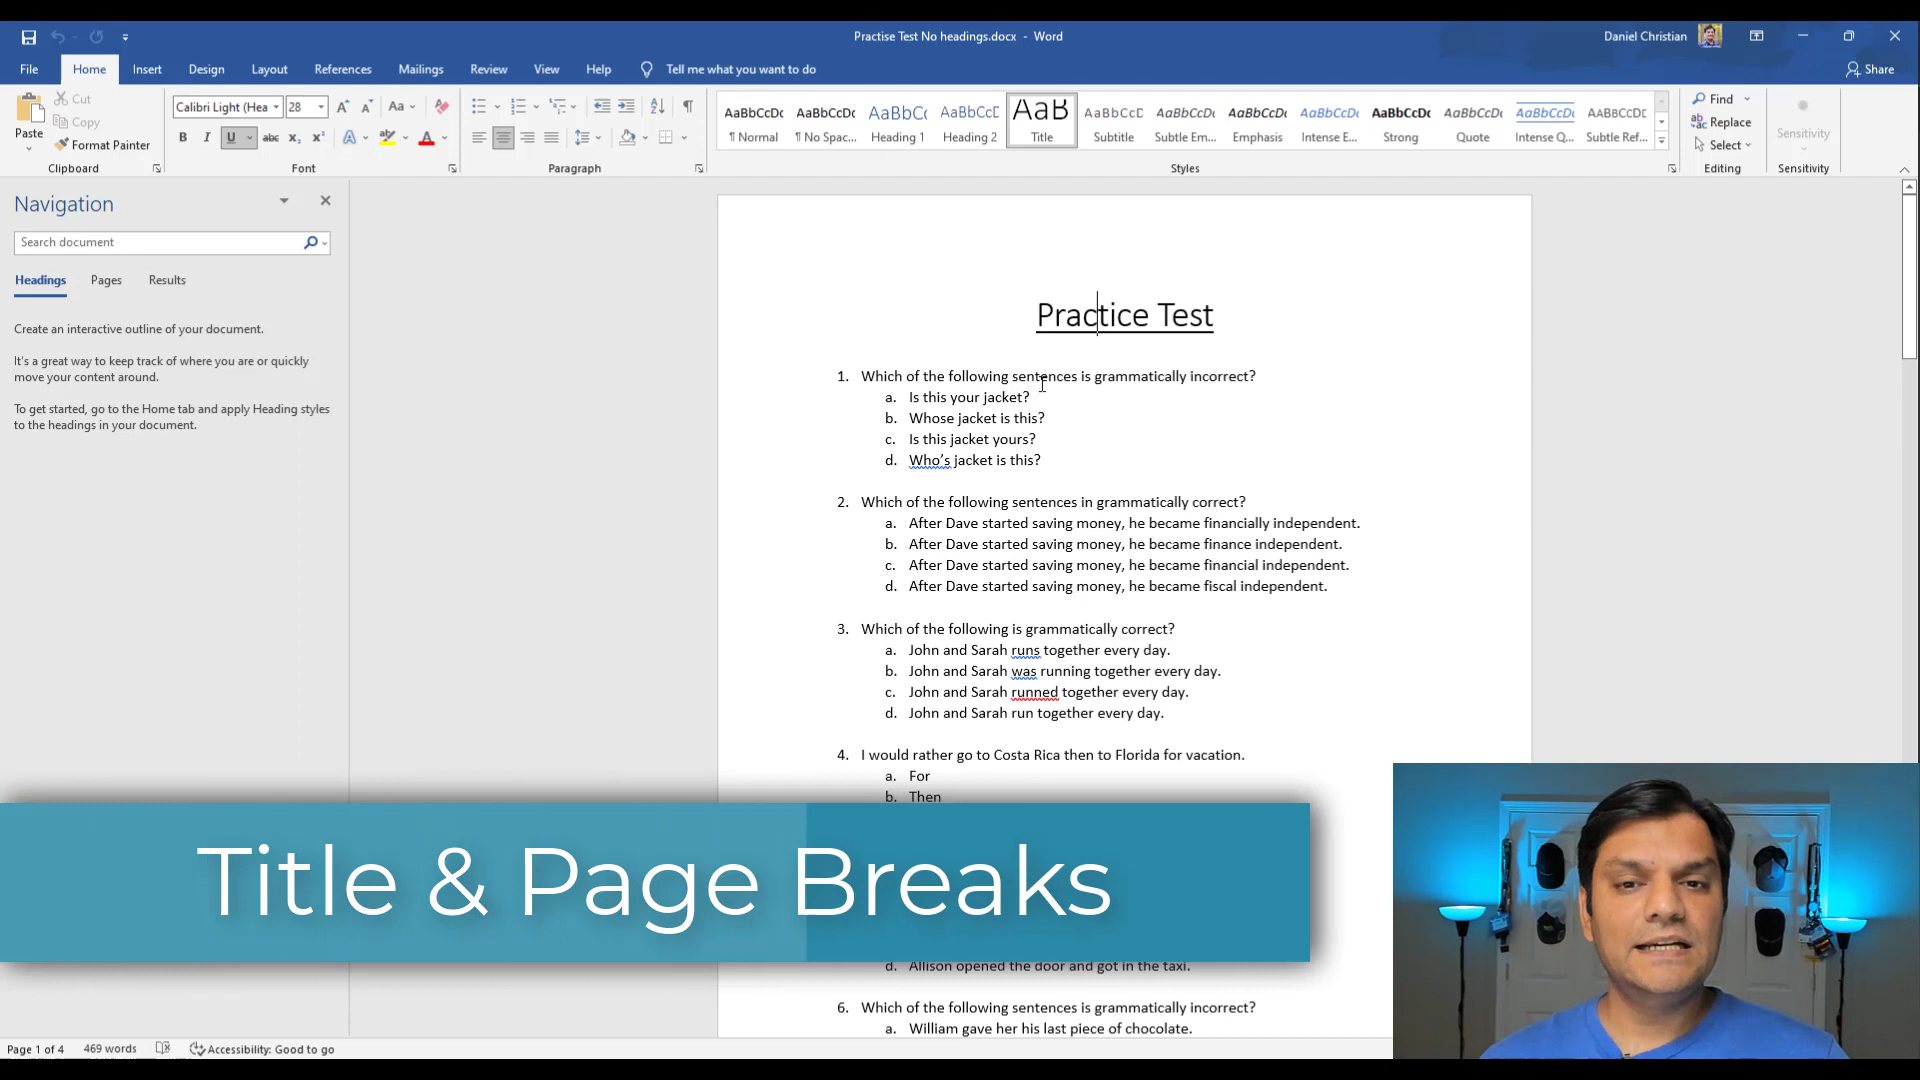 Practise Test No headings.docx - Word
Daniel Christian
File Home Insert Design Layout References Mailings Review View Help Tell me what you want to do
Share
Paste
Cut
Copy
Format Painter
Clipboard
Calibri Light (Hea 28
Font
Paragraph
AaBbCcDc AaBbCcDc AaBbC( AaBbCcD AaB AaBbCcD AaBbCcDc AaBbCcDc AaBbCcDc AaBbCcDc AaBbCcDc AaBbCcDc AABBCCDC
¶ Normal ¶ No Spac... Heading 1 Heading 2 Title Subtitle Subtle Em... Emphasis Intense E... Strong Quote Intense Q... Subtle Ref...
Styles
Find
Replace
Select
Editing
Sensitivity
Sensitivity
Navigation
Search document
Headings Pages Results
Create an interactive outline of your document.
It's a great way to keep track of where you are or quickly
move your content around.
To get started, go to the Home tab and apply Heading styles
to the headings in your document.
Practice Test
1. Which of the following sentences is grammatically incorrect?
a. Is this your jacket?
b. Whose jacket is this?
c. Is this jacket yours?
d. Who’s jacket is this?
2. Which of the following sentences in grammatically correct?
a. After Dave started saving money, he became financially independent.
b. After Dave started saving money, he became finance independent.
c. After Dave started saving money, he became financial independent.
d. After Dave started saving money, he became fiscal independent.
3. Which of the following is grammatically correct?
a. John and Sarah runs together every day.
b. John and Sarah was running together every day.
c. John and Sarah runned together every day.
d. John and Sarah run together every day.
4. I would rather go to Costa Rica then to Florida for vacation.
a. For
b. Then
Title & Page Breaks
d. Allison opened the door and got in the taxi.
6. Which of the following sentences is grammatically incorrect?
a. William gave her his last piece of chocolate.
Page 1 of 4 469 words Accessibility: Good to go